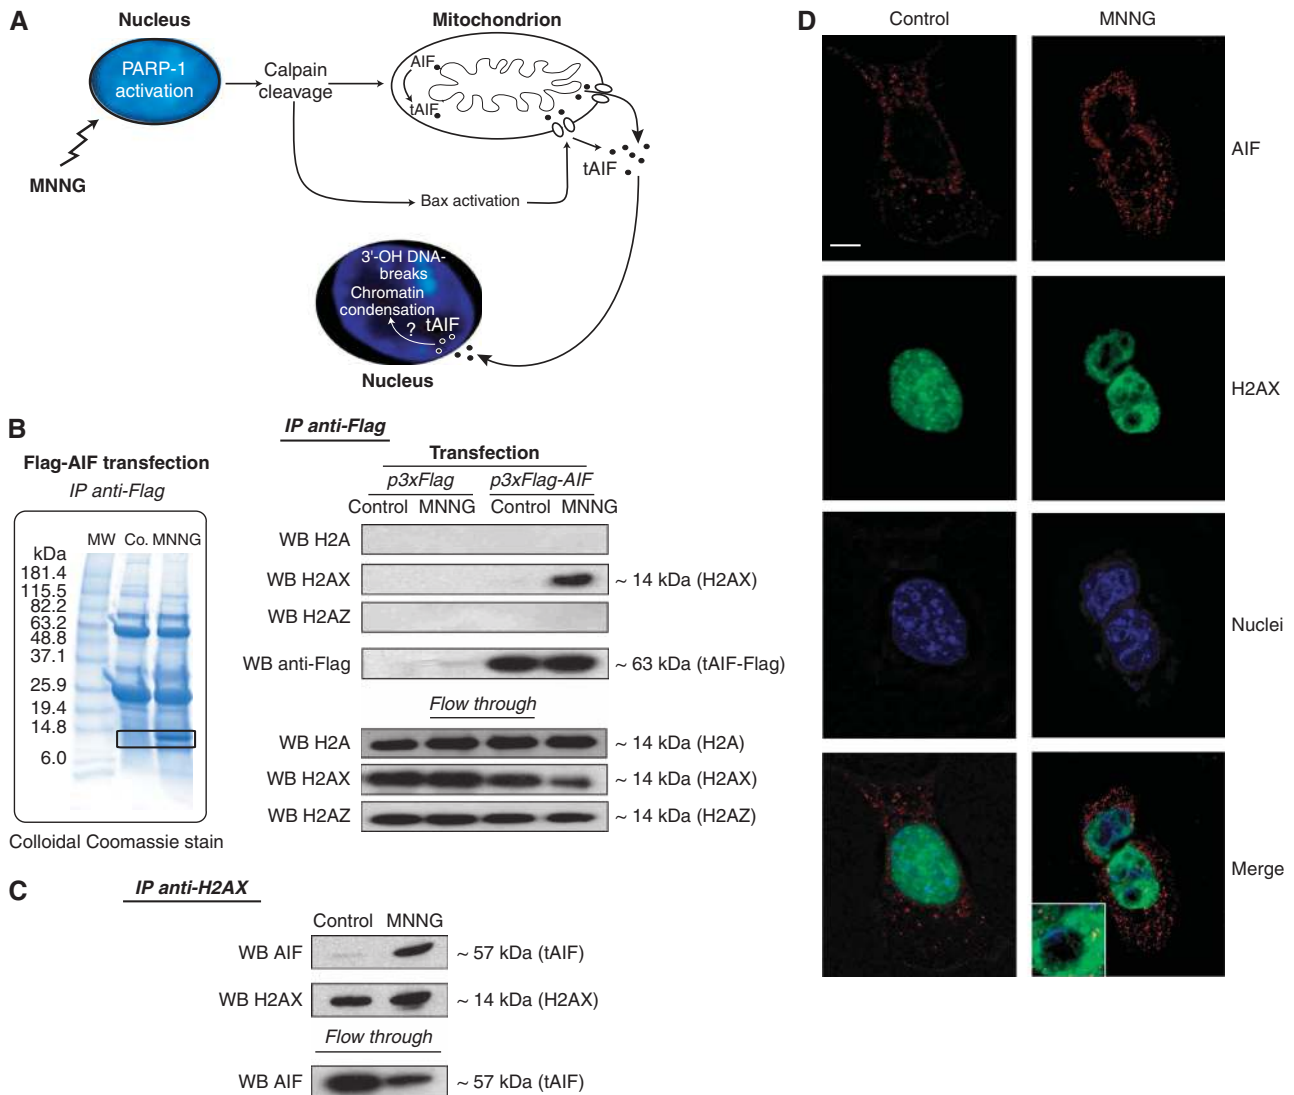 A
Nucleus
PARP-1
activation
MNNG
Calpain
cleavage
Mitochondrion
AIF
tAIF
tAIF
Bax activation
3'-OH DNA-
breaks
Chromatin
condensation
?
tAIF
Nucleus
B
Flag-AIF transfection
IP anti-Flag
MW Co. MNNG
kDa
181.4
115.5
82.2
63.2
48.8
37.1
25.9
19.4
14.8
6.0
Colloidal Coomassie stain
IP anti-Flag
Transfection
p3xFlag p3xFlag-AIF
Control MNNG Control MNNG
WB H2A
WB H2AX ~ 14 kDa (H2AX)
WB H2AZ
WB anti-Flag ~ 63 kDa (tAIF-Flag)
Flow through
WB H2A ~ 14 kDa (H2A)
WB H2AX ~ 14 kDa (H2AX)
WB H2AZ ~ 14 kDa (H2AZ)
C
IP anti-H2AX
Control MNNG
WB AIF ~ 57 kDa (tAIF)
WB H2AX ~ 14 kDa (H2AX)
Flow through
WB AIF ~ 57 kDa (tAIF)
D
Control MNNG
AIF
H2AX
Nuclei
Merge